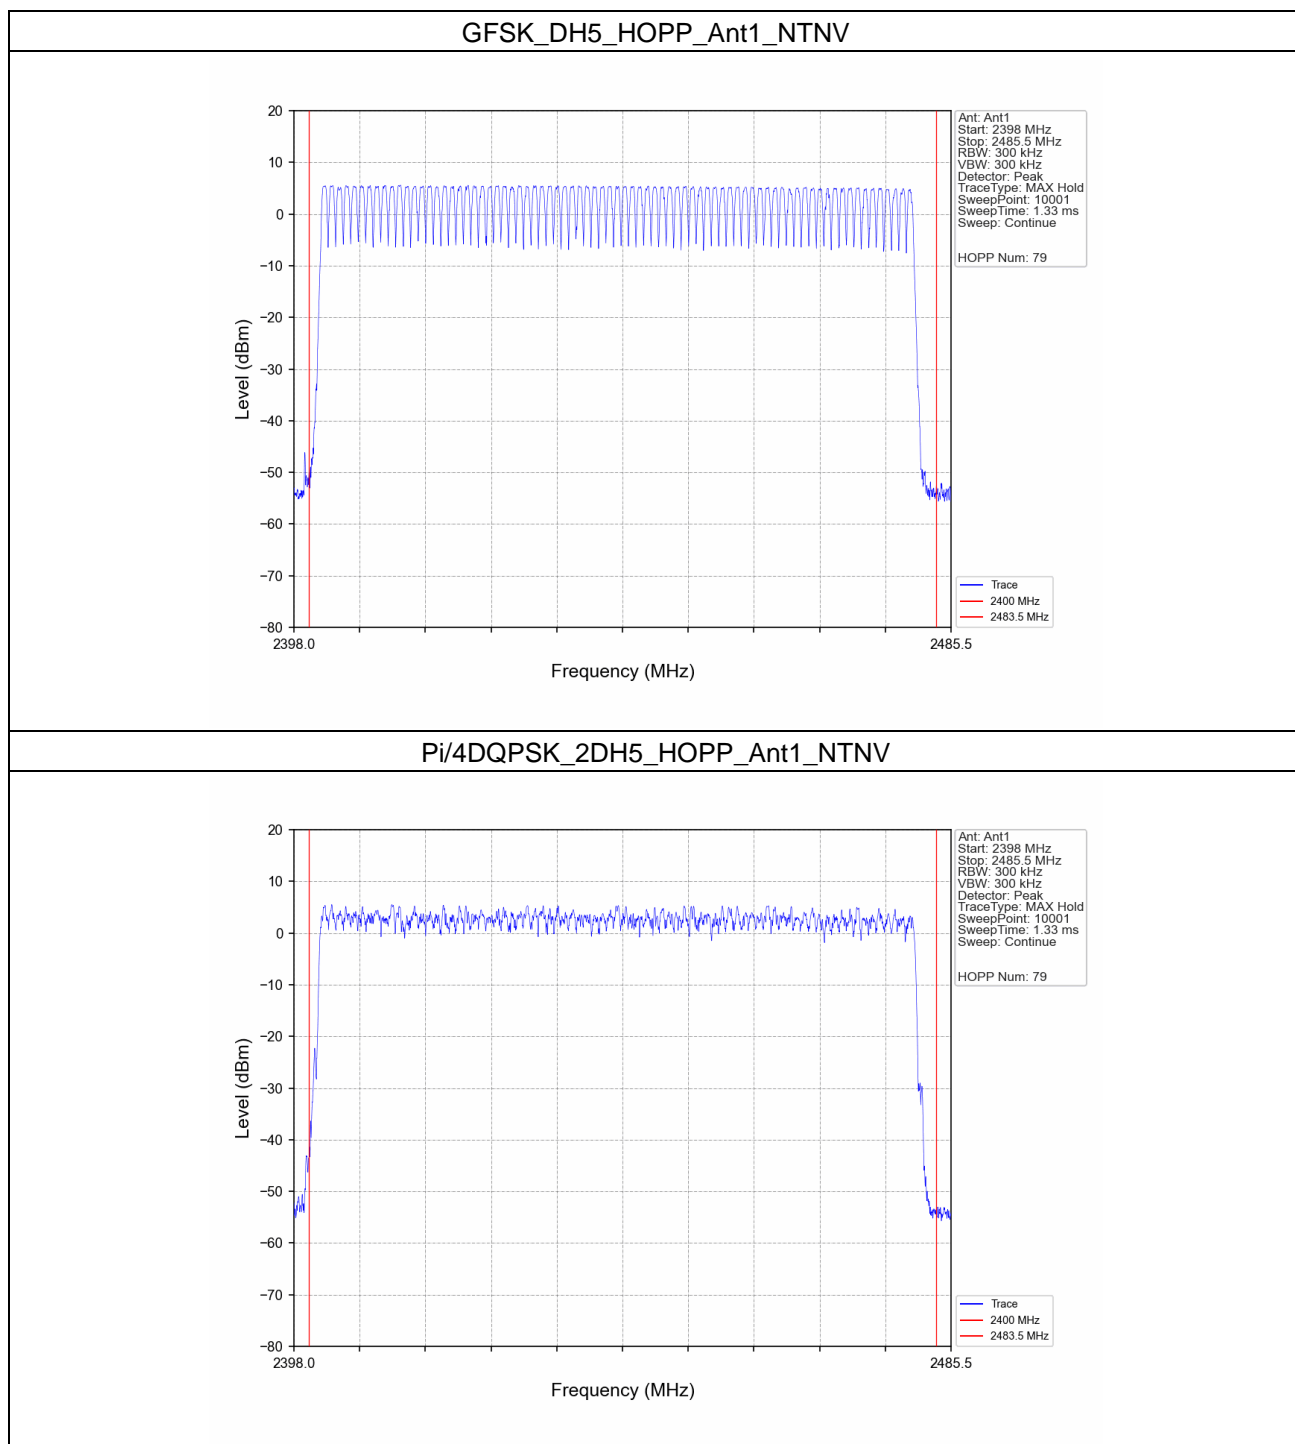 GFSK_DH5_HOPP_Ant1_NTNV
20
10
0
−10
−20
−30
−40
−50
−60
−70
−80
Level (dBm)
2398.0
2485.5
Frequency (MHz)
Ant: Ant1
Start: 2398 MHz
Stop: 2485.5 MHz
RBW: 300 kHz
VBW: 300 kHz
Detector: Peak
TraceType: MAX Hold
SweepPoint: 10001
SweepTime: 1.33 ms
Sweep: Continue
HOPP Num: 79
Trace
2400 MHz
2483.5 MHz
Pi/4DQPSK_2DH5_HOPP_Ant1_NTNV
20
10
0
−10
−20
−30
−40
−50
−60
−70
−80
Level (dBm)
2398.0
2485.5
Frequency (MHz)
Ant: Ant1
Start: 2398 MHz
Stop: 2485.5 MHz
RBW: 300 kHz
VBW: 300 kHz
Detector: Peak
TraceType: MAX Hold
SweepPoint: 10001
SweepTime: 1.33 ms
Sweep: Continue
HOPP Num: 79
Trace
2400 MHz
2483.5 MHz